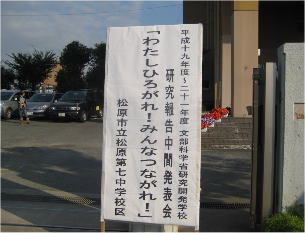 平成十九年度～二十一年度 文部科学省研究開発学校
研究報告中間発表会
「わたしひろがれ!みんなつながれ!」
松原市立松原第七中学校区